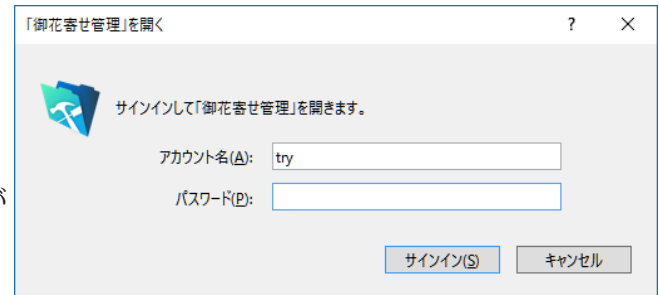 「御花寄せ管理」を開く ? ×
サインインして「御花寄せ管理」を開きます。
アカウント名(A): try
が
パスワード(P):
サインイン(S) キャンセル